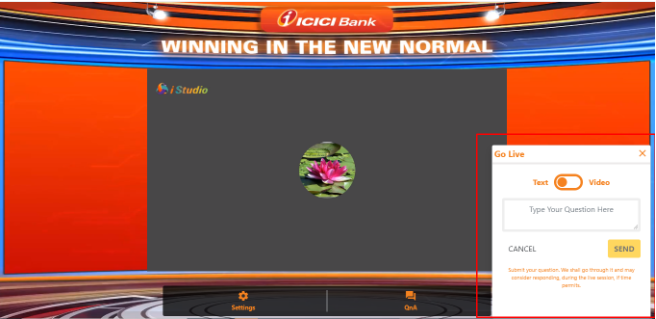 ICICI Bank
WINNING IN THE NEW NORMAL
i Studio
Go Live
Text Video
Type Your Question Here
CANCEL SEND
Submit your question. We shall go through it and may
consider responding, during the live session. If time
permits.
Settings QnA